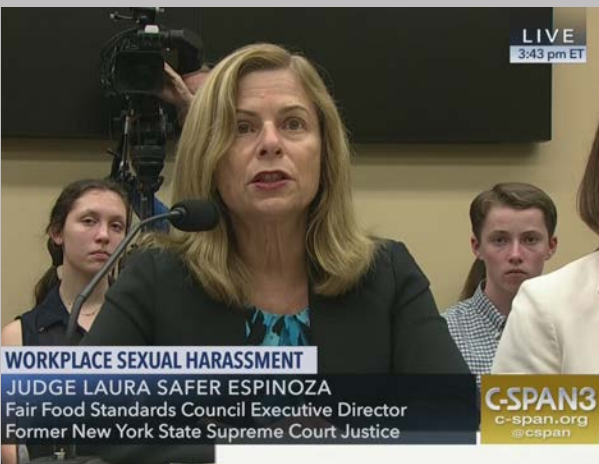 LIVE
3:43 pm ET
WORKPLACE SEXUAL HARASSMENT
JUDGE LAURA SAFER ESPINOZA
Fair Food Standards Council Executive Director
Former New York State Supreme Court Justice
C-SPAN3
c-span.org
@cspan